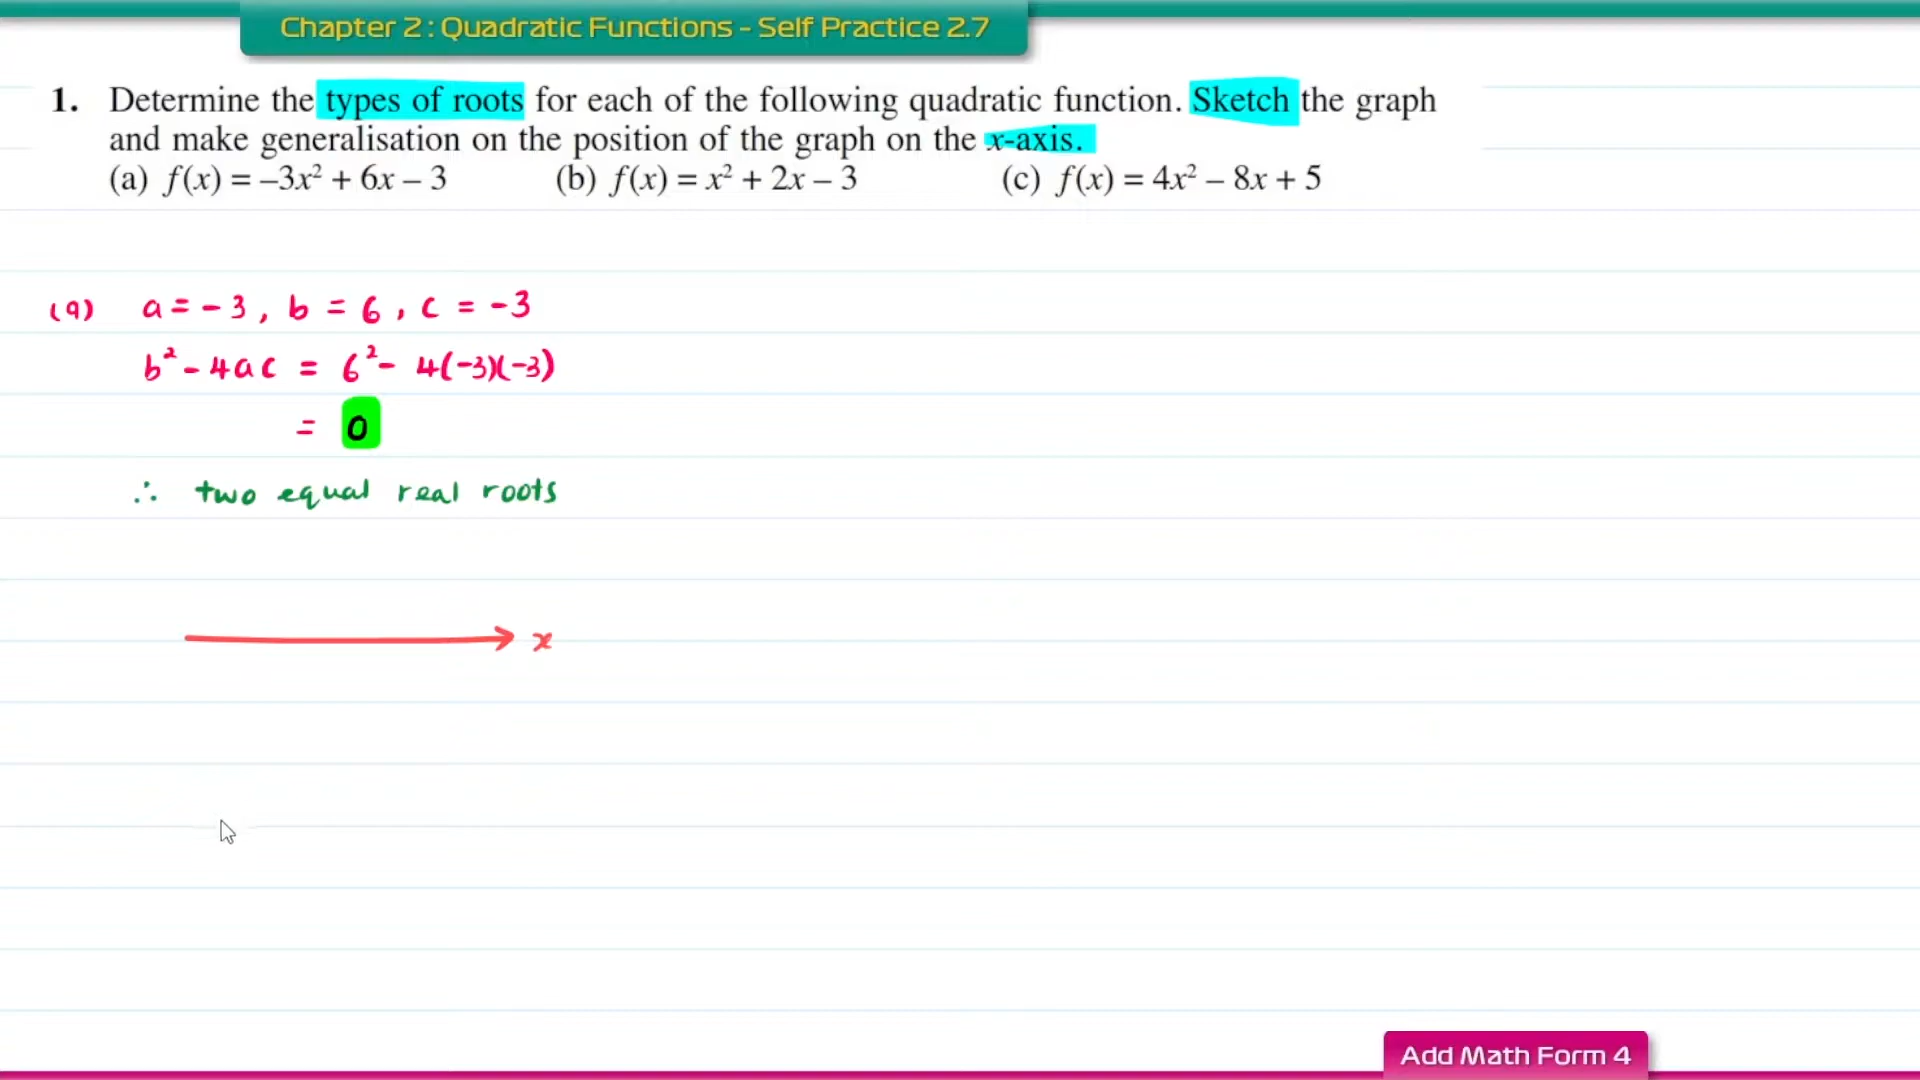 Chapter 2 : Quadratic Functions - Self Practice 2.7
1. Determine the types of roots for each of the following quadratic function. Sketch the graph
and make generalisation on the position of the graph on the x-axis.
(a) f(x) = –3x² + 6x – 3 (b) f(x) = x² + 2x – 3 (c) f(x) = 4x² – 8x + 5
(a) a = -3, b = 6, c = -3
b² - 4ac = 6² - 4(-3)(-3)
= 0
∴ two equal real roots
x
Add Math Form 4